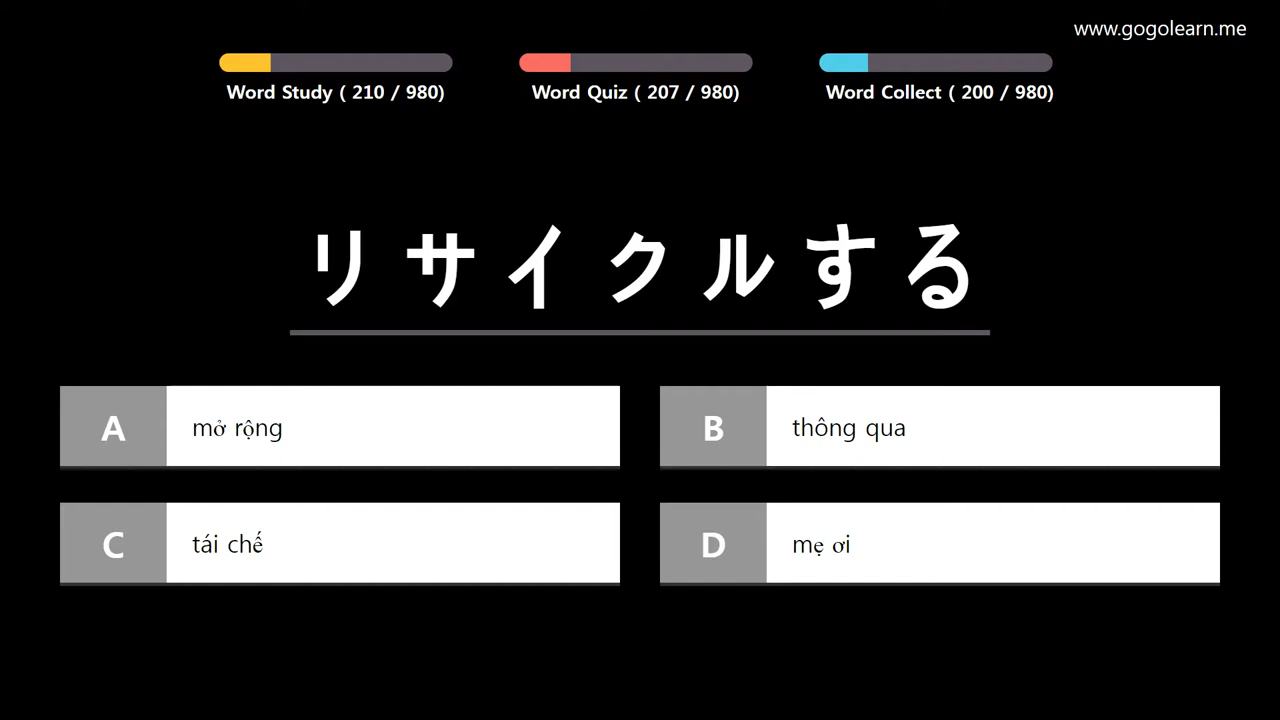 www.gogolearn.me
Word Study ( 210 / 980)
Word Quiz ( 207 / 980)
Word Collect ( 200 / 980)
リサイクルする
A mở rộng
B thông qua
C tái chế
D mẹ ơi